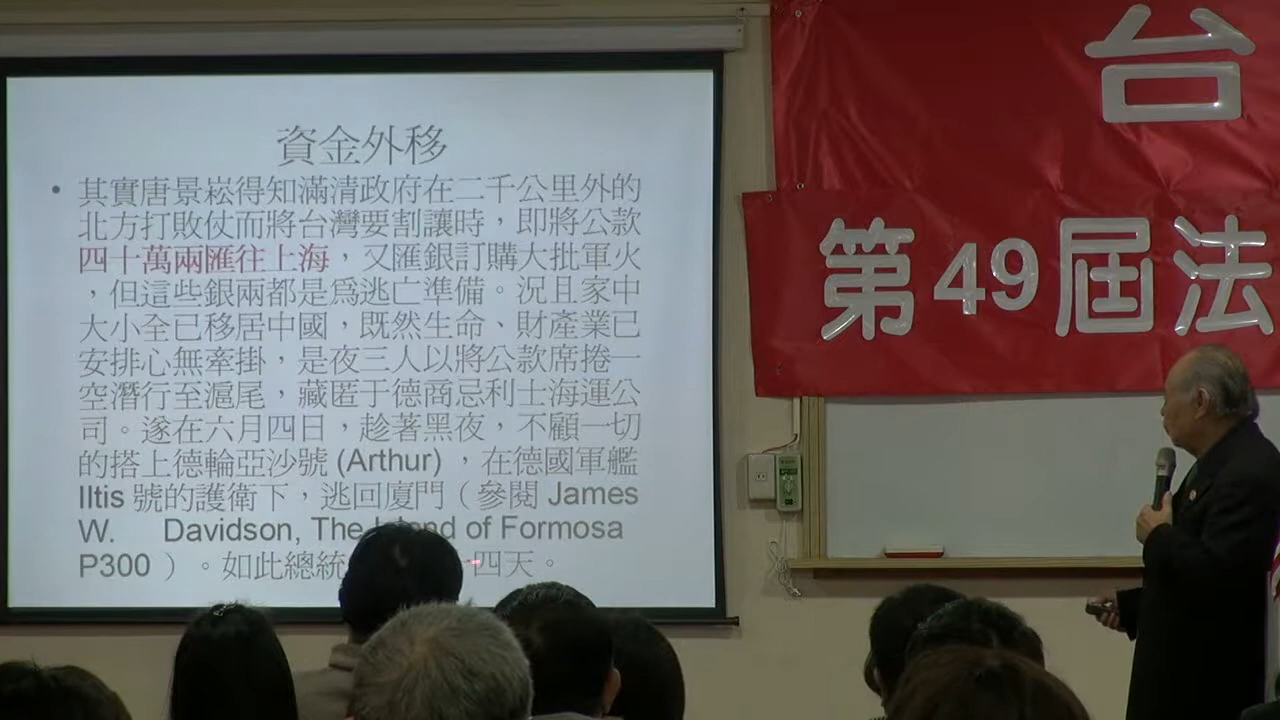 資金外移
• 其實唐景崧得知滿清政府在二千公里外的
北方打敗仗而將台灣要割讓時，即將公款
四十萬兩匯往上海，又匯銀訂購大批軍火
，但這些銀兩都是為逃亡準備。況且家中
大小全已移居中國，既然生命、財產業已
安排心無牽掛，是夜三人以將公款席捲一
空潛行至滬尾，藏匿于德商忌利士海運公
司。遂在六月四日，趁著黑夜，不顧一切
的搭上德輪亞沙號 (Arthur) ，在德國軍艦
Iltis 號的護衛下，逃回廈門（參閱 James
W. Davidson, The Island of Formosa
P300 ）。如此總統 四天。
台
第49屆法